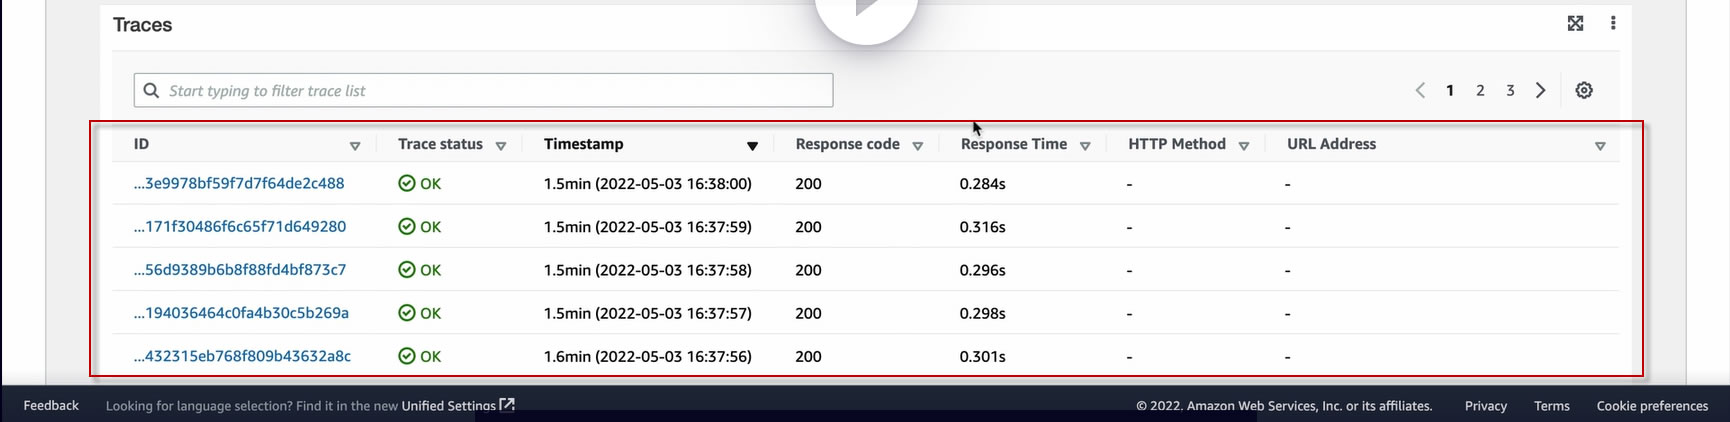 Traces
Start typing to filter trace list
1 2 3
ID Trace status Timestamp Response code Response Time HTTP Method URL Address
...3e9978bf59f7d7f64de2c488 OK 1.5min (2022-05-03 16:38:00) 200 0.284s - -
...171f30486f6c65f71d649280 OK 1.5min (2022-05-03 16:37:59) 200 0.316s - -
...56d9389b6b8f88fd4bf873c7 OK 1.5min (2022-05-03 16:37:58) 200 0.296s - -
...194036464c0fa4b30c5b269a OK 1.5min (2022-05-03 16:37:57) 200 0.298s - -
...432315eb768f809b43632a8c OK 1.6min (2022-05-03 16:37:56) 200 0.301s - -
Feedback Looking for language selection? Find it in the new Unified Settings © 2022, Amazon Web Services, Inc. or its affiliates. Privacy Terms Cookie preferences